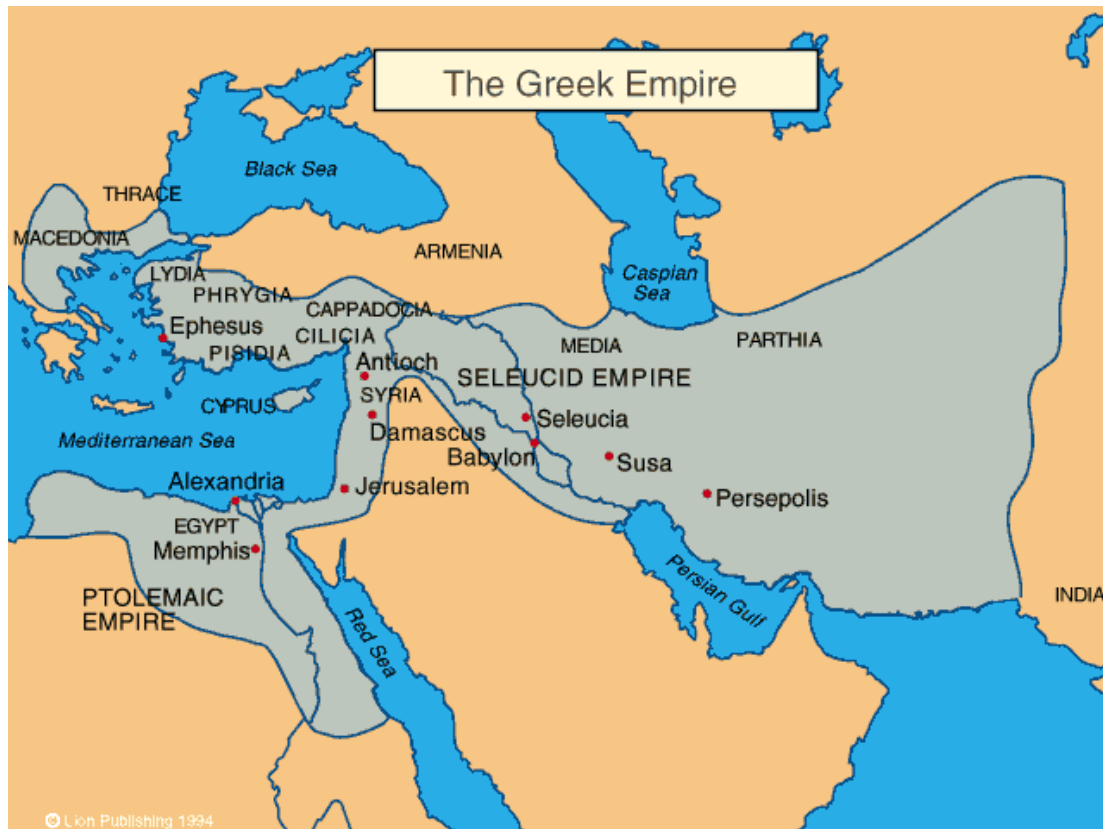 The Greek Empire
Black Sea
THRACE
MACEDONIA
ARMENIA
LYDIA
Caspian
Sea
PHRYGIA
CAPPADOCIA
Ephesus
CILICIA
PARTHIA
PISIDIA
MEDIA
Antioch
SELEUCID EMPIRE
SYRIA
CYPRUS
Seleucia
Damascus
Mediterranean Sea
Babylon
Susa
Alexandria
Jerusalem
Persepolis
EGYPT
Memphis
Persian Gulf
PTOLEMAIC
EMPIRE
INDIA
Red Sea
© Lion Publishing 1994